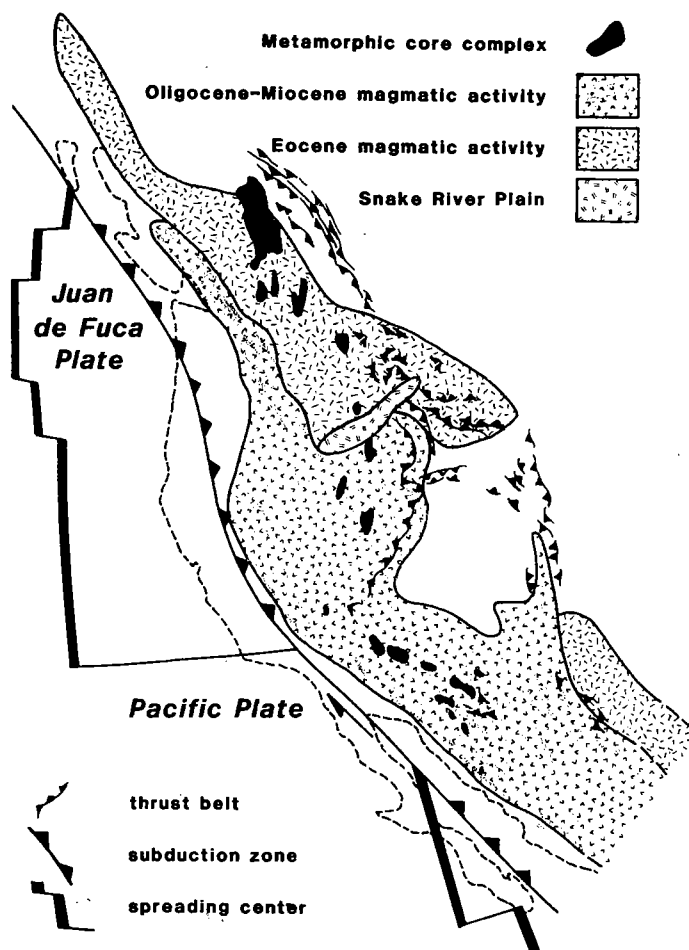 Metamorphic core complex
Oligocene-Miocene magmatic activity
Eocene magmatic activity
Snake River Plain
Juan
de Fuca
Plate
Pacific Plate
thrust belt
subduction zone
spreading center